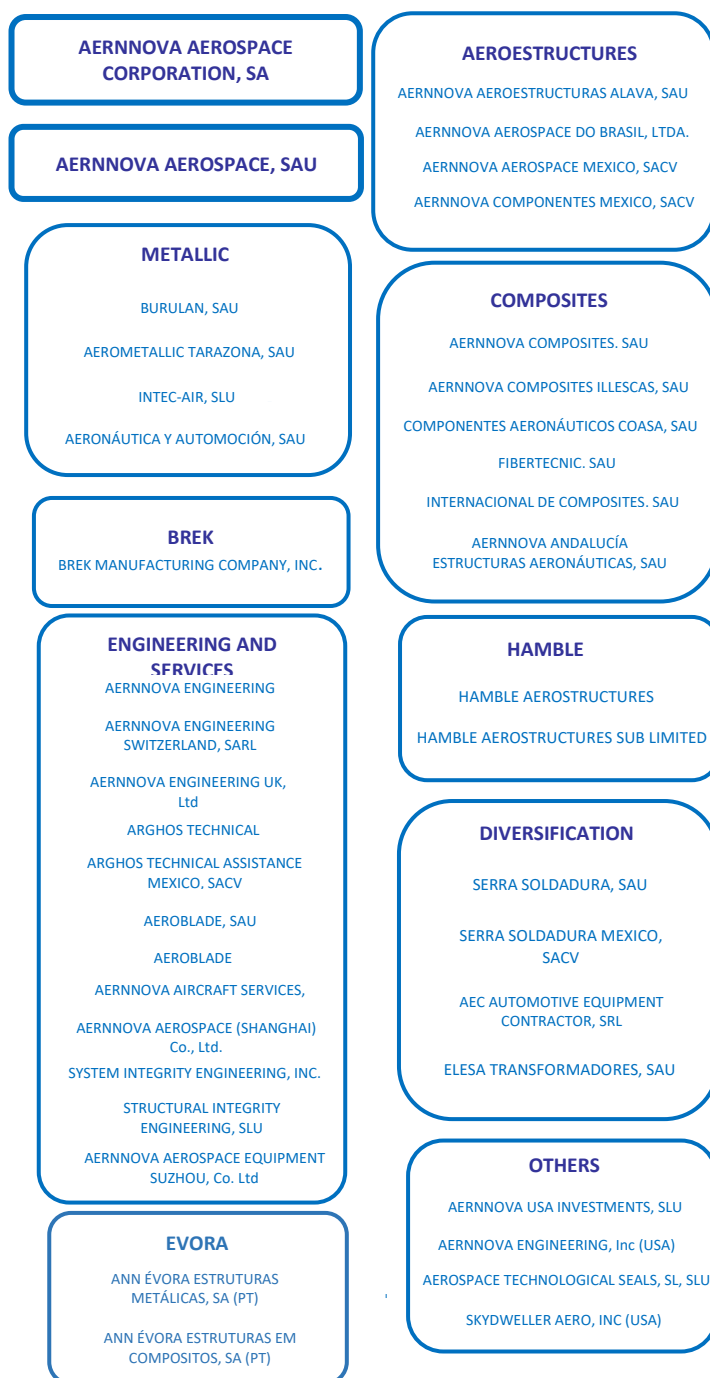 AERNNOVA AEROSPACE
CORPORATION, SA
AERNNOVA AEROSPACE, SAU
METALLIC
BURULAN, SAU
AEROMETALLIC TARAZONA, SAU
INTEC-AIR, SLU
AERONÁUTICA Y AUTOMOCIÓN, SAU
BREK
BREK MANUFACTURING COMPANY, INC.
ENGINEERING AND
SERVICES
AERNNOVA ENGINEERING
AERNNOVA ENGINEERING
SWITZERLAND, SARL
AERNNOVA ENGINEERING UK,
Ltd
ARGHOS TECHNICAL
ARGHOS TECHNICAL ASSISTANCE
MEXICO, SACV
AEROBLADE, SAU
AEROBLADE
AERNNOVA AIRCRAFT SERVICES,
AERNNOVA AEROSPACE (SHANGHAI)
Co., Ltd.
SYSTEM INTEGRITY ENGINEERING, INC.
STRUCTURAL INTEGRITY
ENGINEERING, SLU
AERNNOVA AEROSPACE EQUIPMENT
SUZHOU, Co. Ltd
EVORA
ANN ÉVORA ESTRUTURAS
METÁLICAS, SA (PT)
ANN ÉVORA ESTRUTURAS EM
COMPOSITOS, SA (PT)
AEROESTRUCTURES
AERNNOVA AEROESTRUCTURAS ALAVA, SAU
AERNNOVA AEROSPACE DO BRASIL, LTDA.
AERNNOVA AEROSPACE MEXICO, SACV
AERNNOVA COMPONENTES MEXICO, SACV
COMPOSITES
AERNNOVA COMPOSITES. SAU
AERNNOVA COMPOSITES ILLESCAS, SAU
COMPONENTES AERONÁUTICOS COASA, SAU
FIBERTECNIC. SAU
INTERNACIONAL DE COMPOSITES. SAU
AERNNOVA ANDALUCÍA
ESTRUCTURAS AERONÁUTICAS, SAU
HAMBLE
HAMBLE AEROSTRUCTURES
HAMBLE AEROSTRUCTURES SUB LIMITED
DIVERSIFICATION
SERRA SOLDADURA, SAU
SERRA SOLDADURA MEXICO,
SACV
AEC AUTOMOTIVE EQUIPMENT
CONTRACTOR, SRL
ELESA TRANSFORMADORES, SAU
OTHERS
AERNNOVA USA INVESTMENTS, SLU
AERNNOVA ENGINEERING, Inc (USA)
AEROSPACE TECHNOLOGICAL SEALS, SL, SLU
SKYDWELLER AERO, INC (USA)